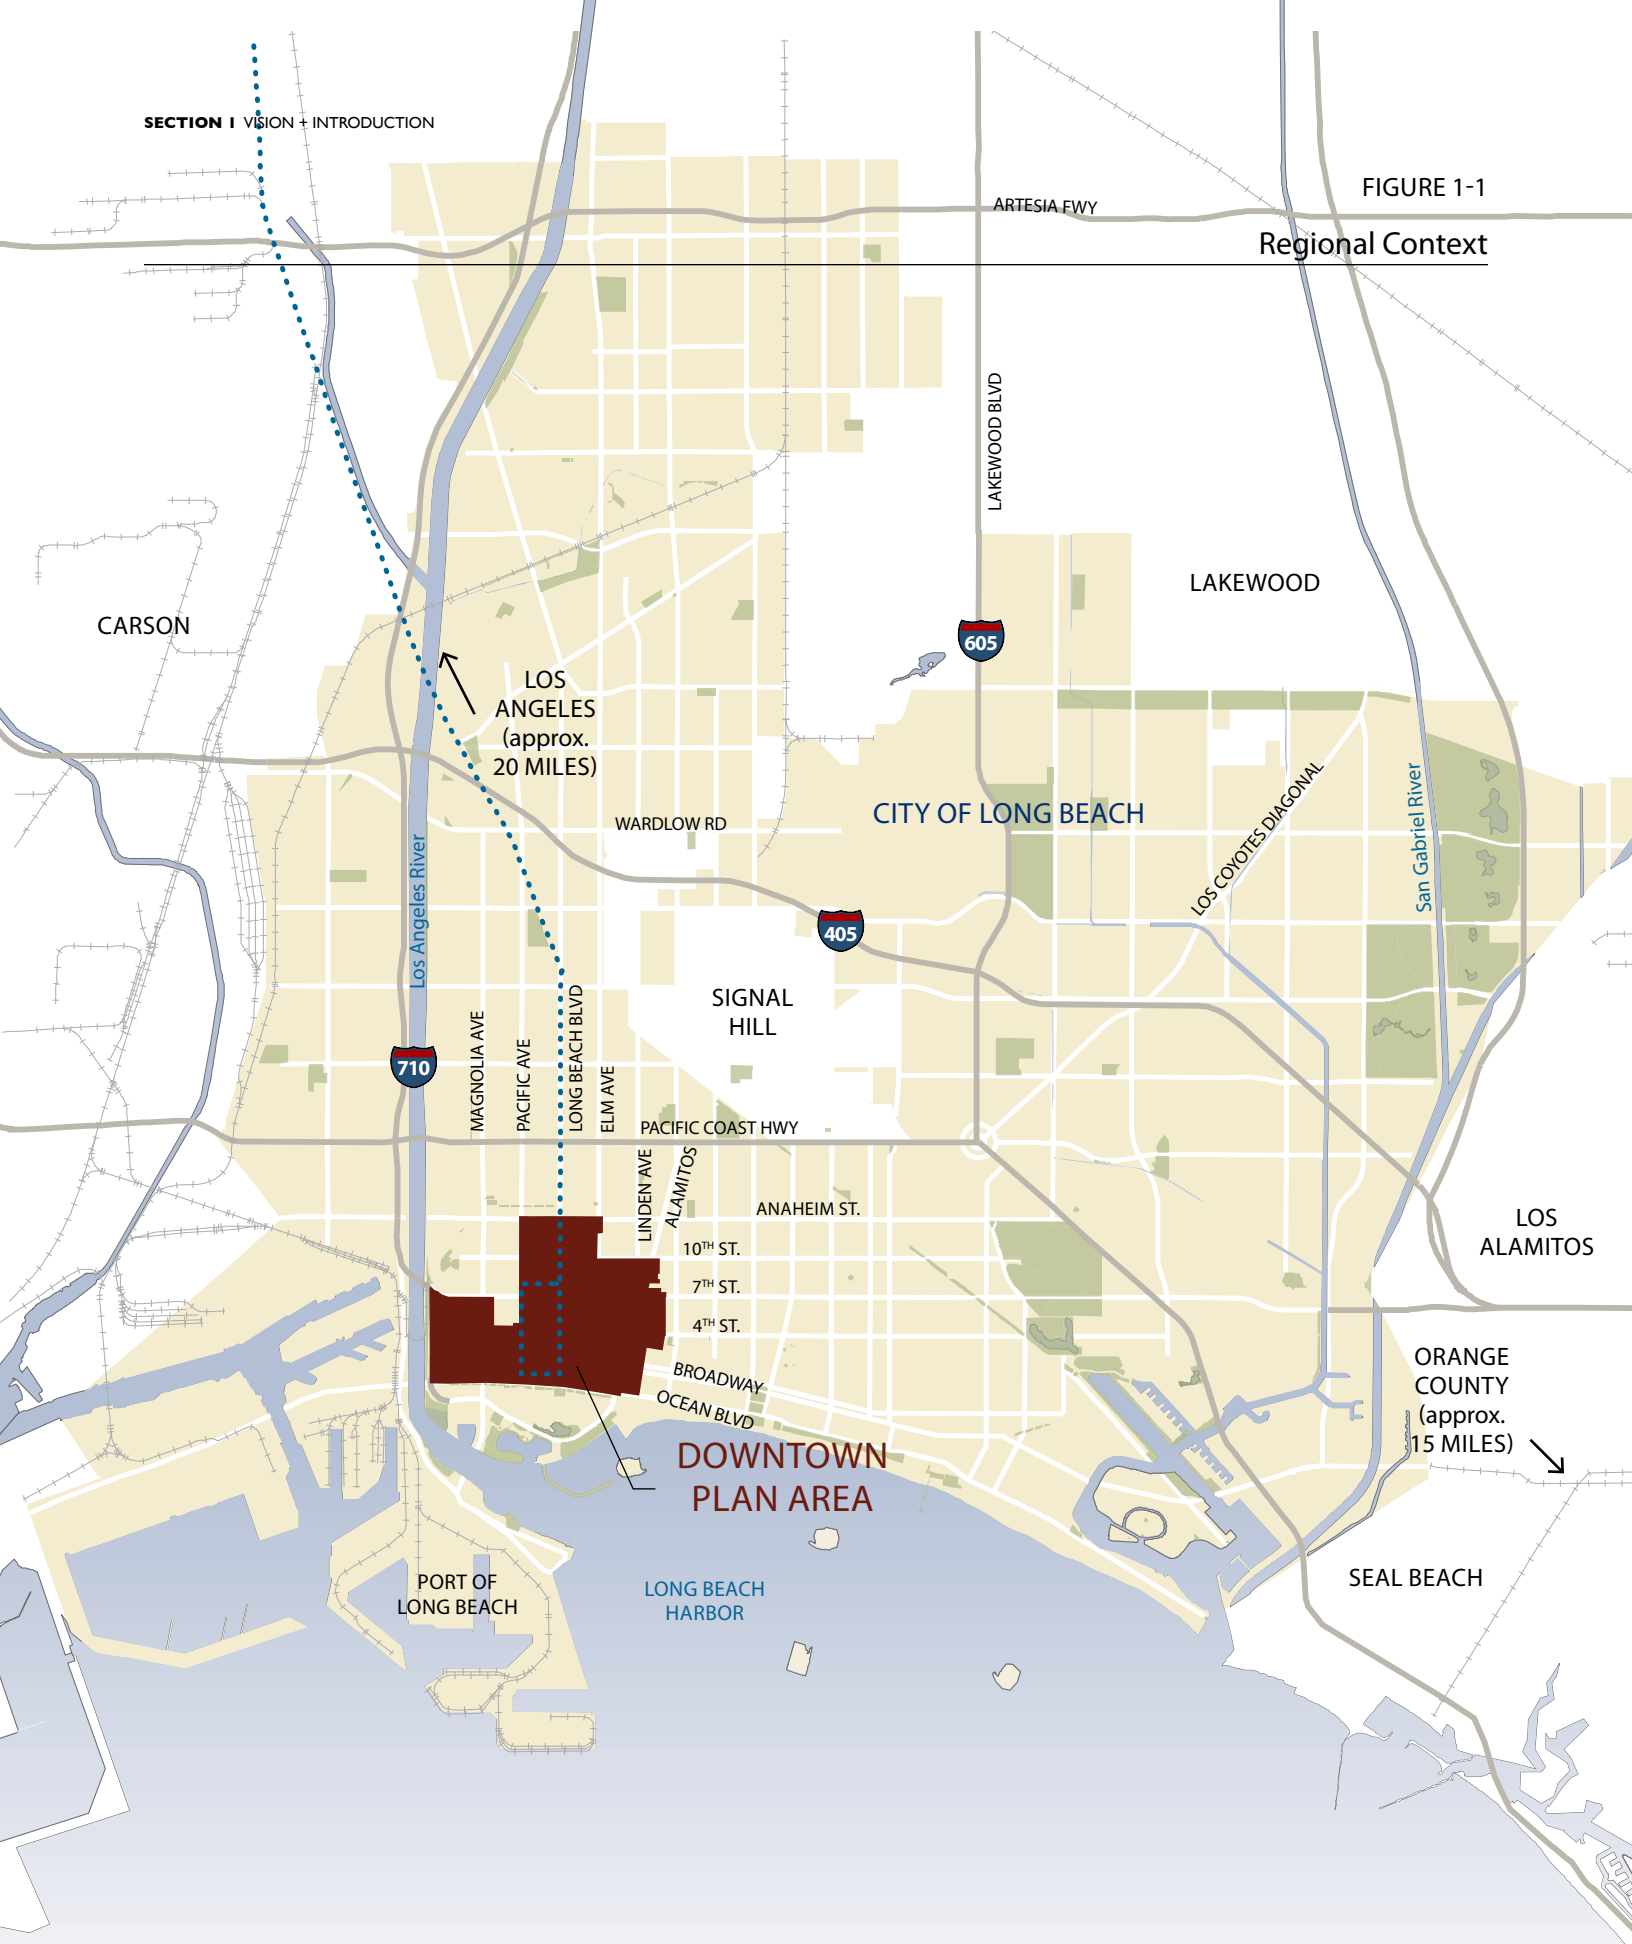 SECTION 1 VISION + INTRODUCTION
FIGURE 1-1
ARTESIA FWY
Regional Context
LAKEWOOD BLVD
LAKEWOOD
CARSON
605
LOS
ANGELES
(approx.
20 MILES)
WARDLOW RD
CITY OF LONG BEACH
LOS COYOTES DIAGONAL
San Gabriel River
Los Angeles River
405
SIGNAL
HILL
710
MAGNOLIA AVE
PACIFIC AVE
LONG BEACH BLVD
ELM AVE
PACIFIC COAST HWY
LINDEN AVE
ALAMITOS
ANAHEIM ST.
10TH ST.
7TH ST.
4TH ST.
LOS
ALAMITOS
BROADWAY
OCEAN BLVD
ORANGE
COUNTY
(approx.
15 MILES)
DOWNTOWN
PLAN AREA
PORT OF
LONG BEACH
LONG BEACH
HARBOR
SEAL BEACH